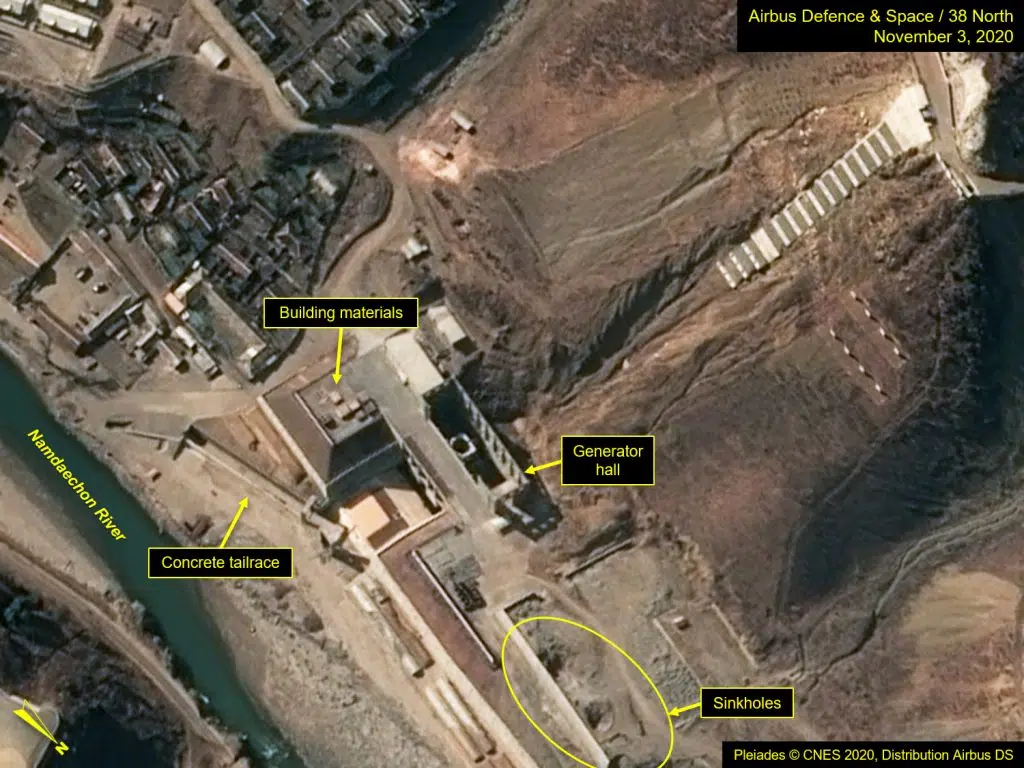 Airbus Defence & Space / 38 North
November 3, 2020
Building materials
Generator
hall
Namdaechon River
Concrete tailrace
Sinkholes
N
Pleiades © CNES 2020, Distribution Airbus DS